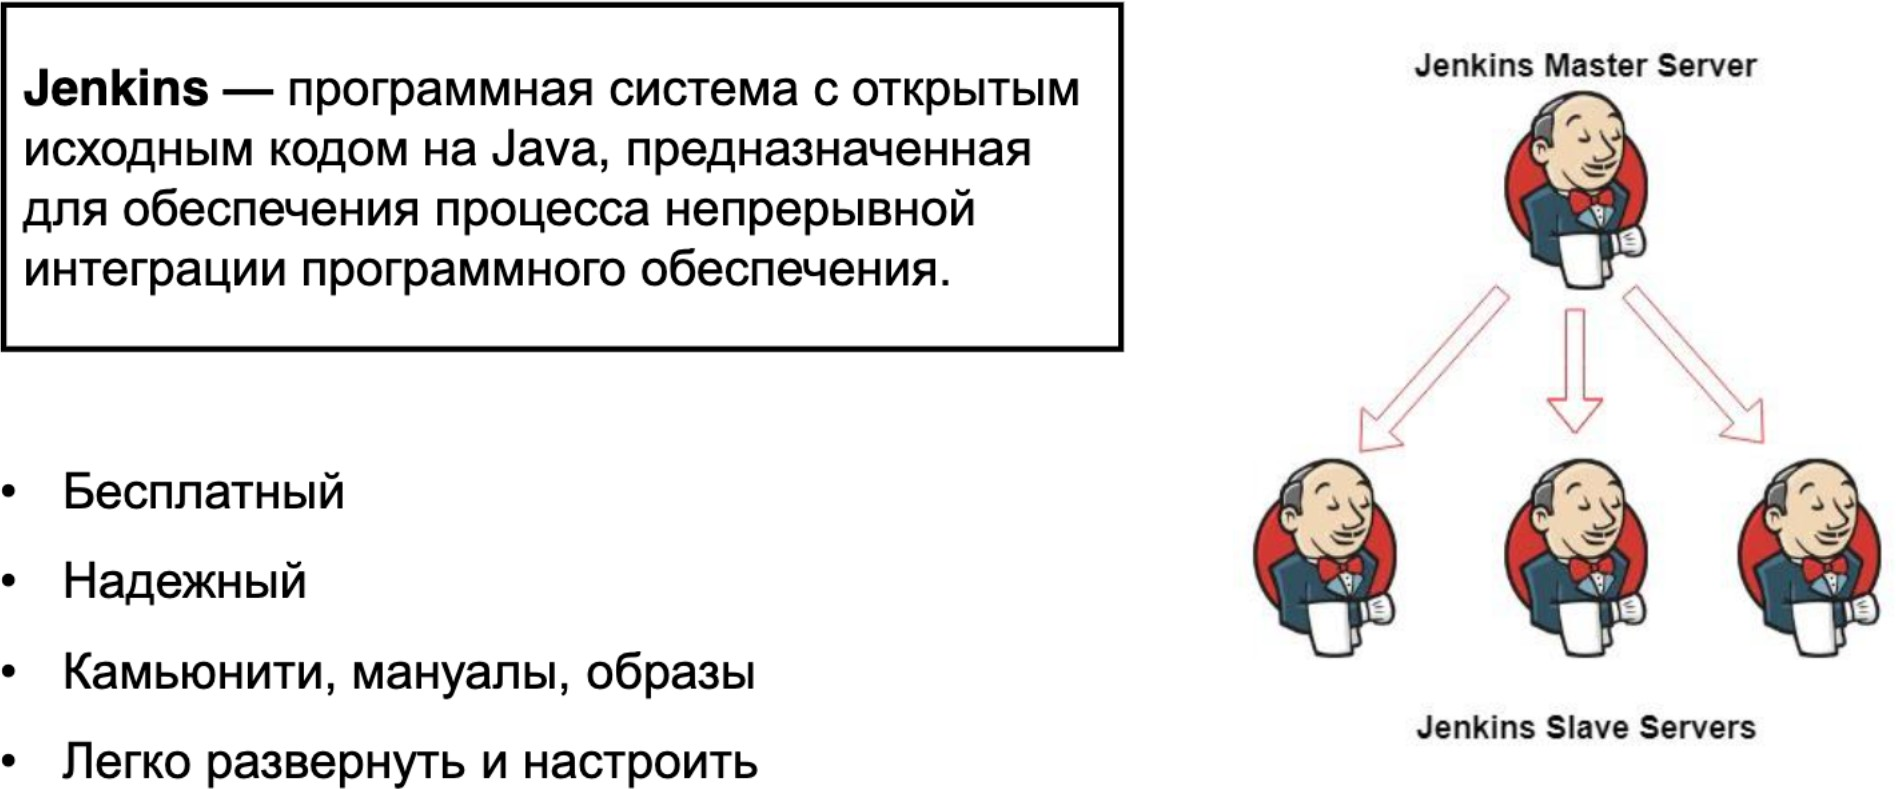 Jenkins — программная система с открытым
исходным кодом на Java, предназначенная
для обеспечения процесса непрерывной
интеграции программного обеспечения.
• Бесплатный
• Надежный
• Камьюнити, мануалы, образы
• Легко развернуть и настроить
Jenkins Master Server
Jenkins Slave Servers